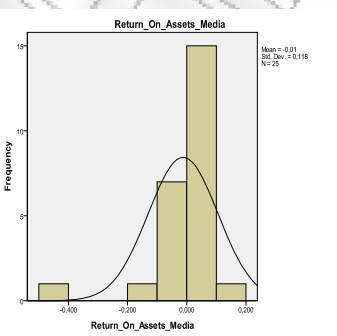 Return_On_Assets_Media
Mean = -0,01
Std. Dev. = 0,118
N = 25
15
10
5
0
Frequency
-0,400
-0,200
0,000
0,200
Return_On_Assets_Media